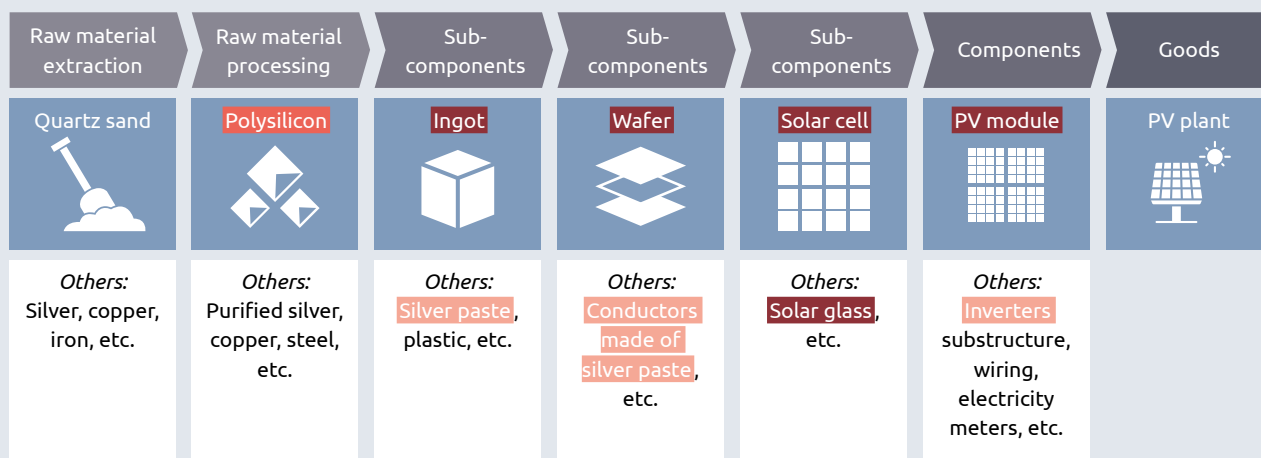 Raw material
extraction
Raw material
processing
Sub-
components
Sub-
components
Sub-
components
Components
Goods
Quartz sand
Polysilicon
Ingot
Wafer
Solar cell
PV module
PV plant
Others:
Silver, copper,
iron, etc.
Others:
Purified silver,
copper, steel,
etc.
Others:
Silver paste,
plastic, etc.
Others:
Conductors
made of
silver paste,
etc.
Others:
Solar glass,
etc.
Others:
Inverters
substructure,
wiring,
electricity
meters, etc.